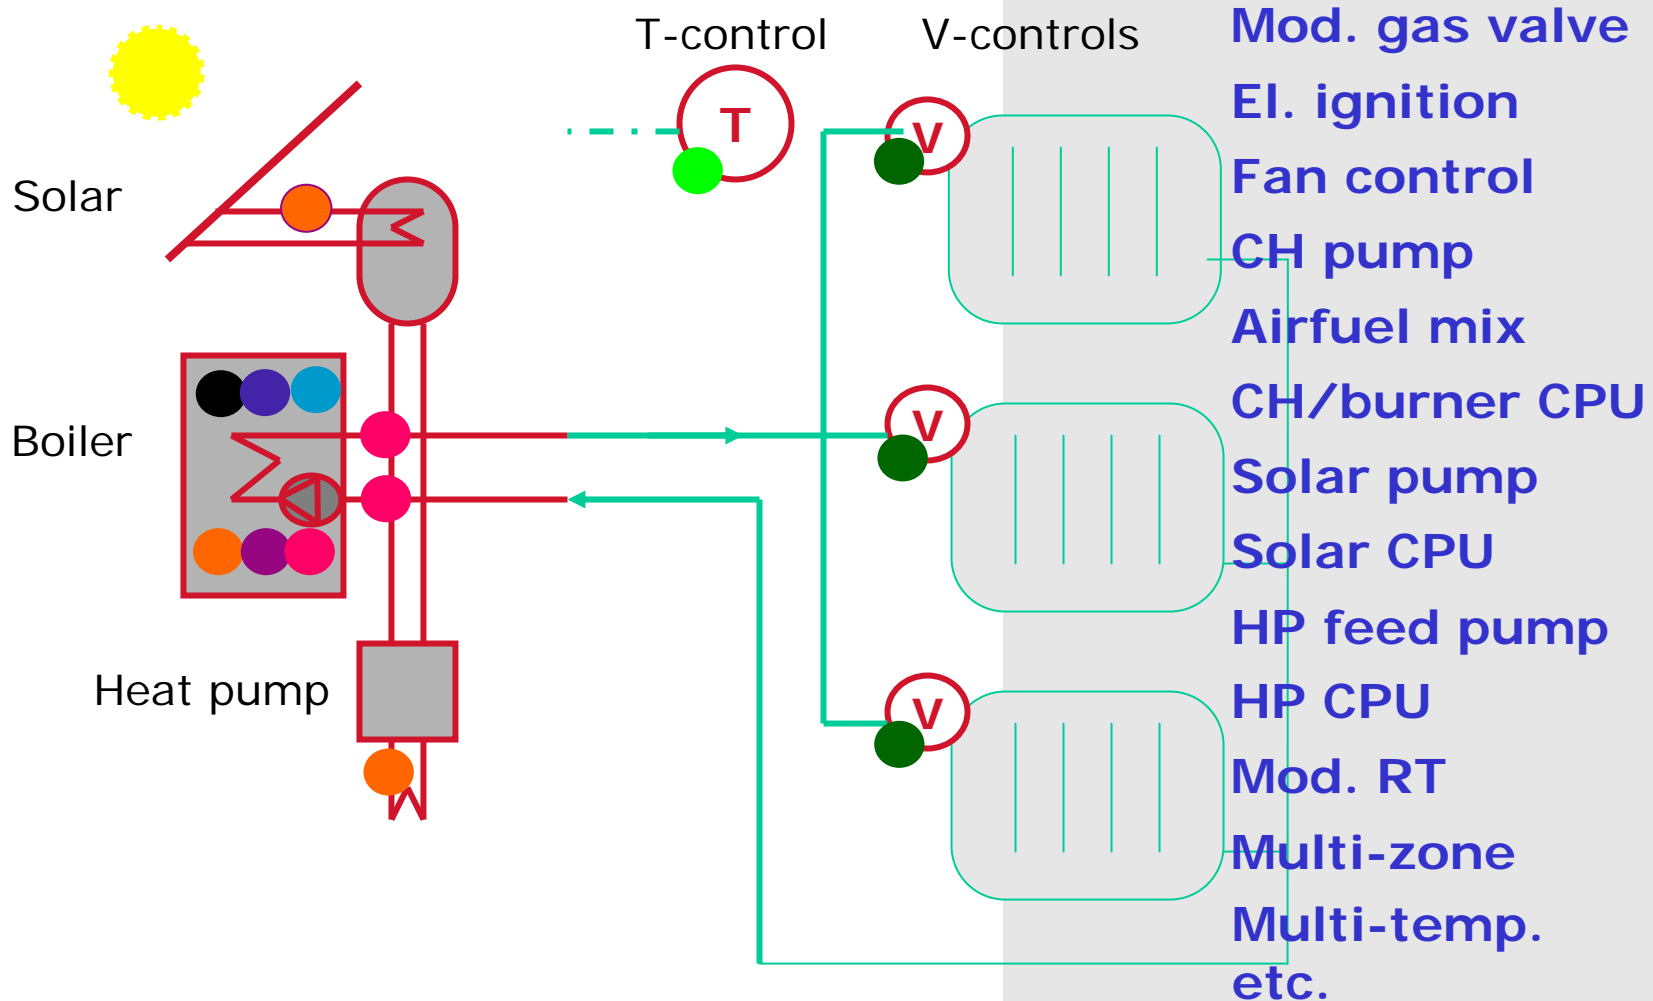 T-control
V-controls
T
V
Solar
Boiler
V
Heat pump
V
Mod. gas valve
El. ignition
Fan control
CH pump
Airfuel mix
CH/burner CPU
Solar pump
Solar CPU
HP feed pump
HP CPU
Mod. RT
Multi-zone
Multi-temp.
etc.